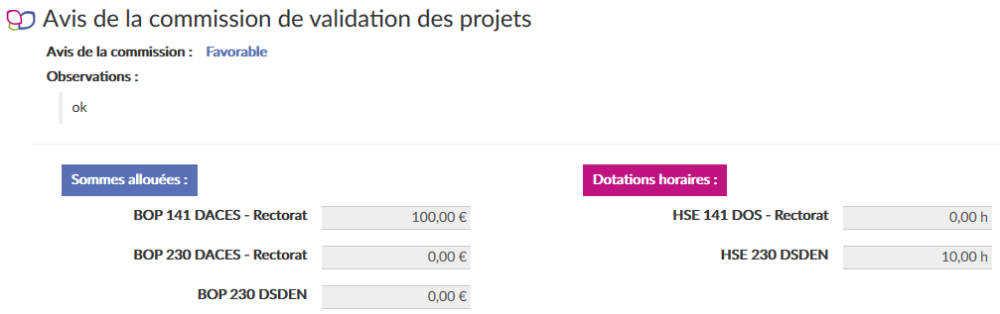 Avis de la commission de validation des projets
Avis de la commission : Favorable
Observations :
ok
Sommes allouées :
BOP 141 DACES - Rectorat 100,00 €
BOP 230 DACES - Rectorat 0,00 €
BOP 230 DSDEN 0,00 €
Dotations horaires :
HSE 141 DOS - Rectorat 0,00 h
HSE 230 DSDEN 10,00 h